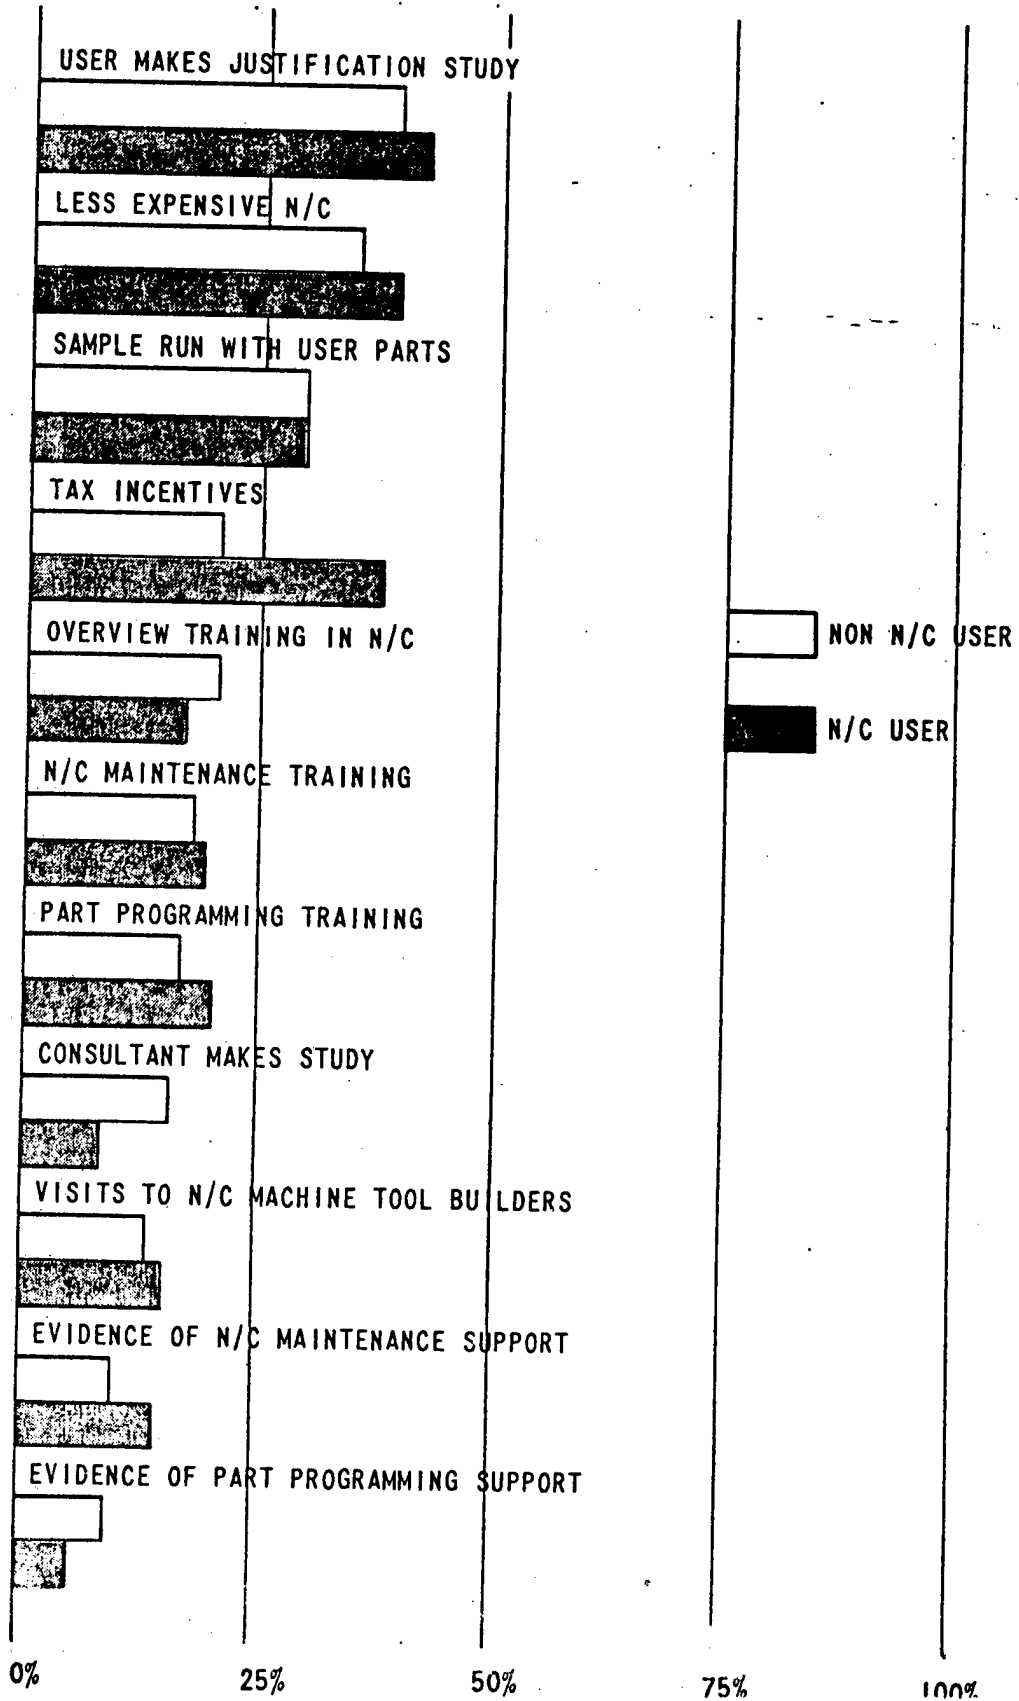 USER MAKES JUSTIFICATION STUDY
LESS EXPENSIVE N/C
SAMPLE RUN WITH USER PARTS
TAX INCENTIVES
OVERVIEW TRAINING IN N/C
NON N/C USER
N/C USER
N/C MAINTENANCE TRAINING
PART PROGRAMMING TRAINING
CONSULTANT MAKES STUDY
VISITS TO N/C MACHINE TOOL BUILDERS
EVIDENCE OF N/C MAINTENANCE SUPPORT
EVIDENCE OF PART PROGRAMMING SUPPORT
0% 25% 50% 75% 100%